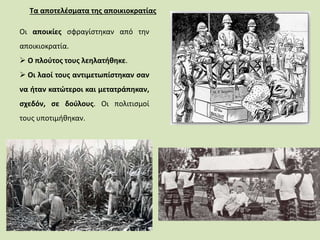 Τα αποτελέσματα της αποικιοκρατίας
Οι αποικίες σφραγίστηκαν από την
αποικιοκρατία.
➢ Ο πλούτος τους λεηλατήθηκε.
➢ Οι λαοί τους αντιμετωπίστηκαν σαν
να ήταν κατώτεροι και μετατράπηκαν,
σχεδόν, σε δούλους. Οι πολιτισμοί
τους υποτιμήθηκαν.